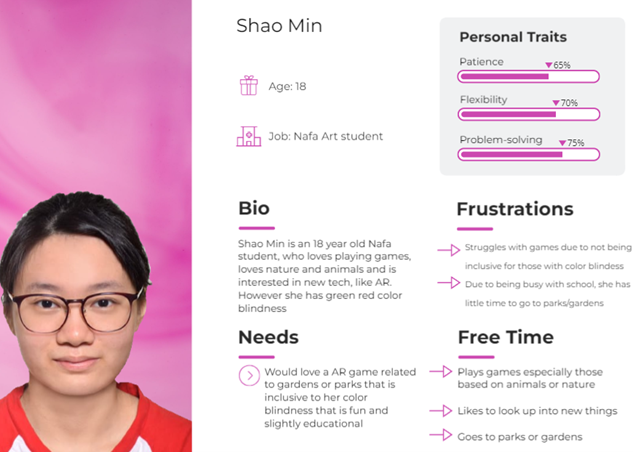 Shao Min
Age: 18
Job: Nafa Art student
Personal Traits
Patience
65%
Flexibility
70%
Problem-solving
75%
Bio
Shao Min is an 18 year old Nafa
student, who loves playing games,
loves nature and animals and is
interested in new tech, like AR.
However she has green red color
blindness
Frustrations
Struggles with games due to not being
inclusive for those with color blindess
Due to being busy with school, she has
little time to go to parks/gardens
Needs
Would love a AR game related
to gardens or parks that is
inclusive to her color
blindness that is fun and
slightly educational
Free Time
Plays games especially those
based on animals or nature
Likes to look up into new things
Goes to parks or gardens